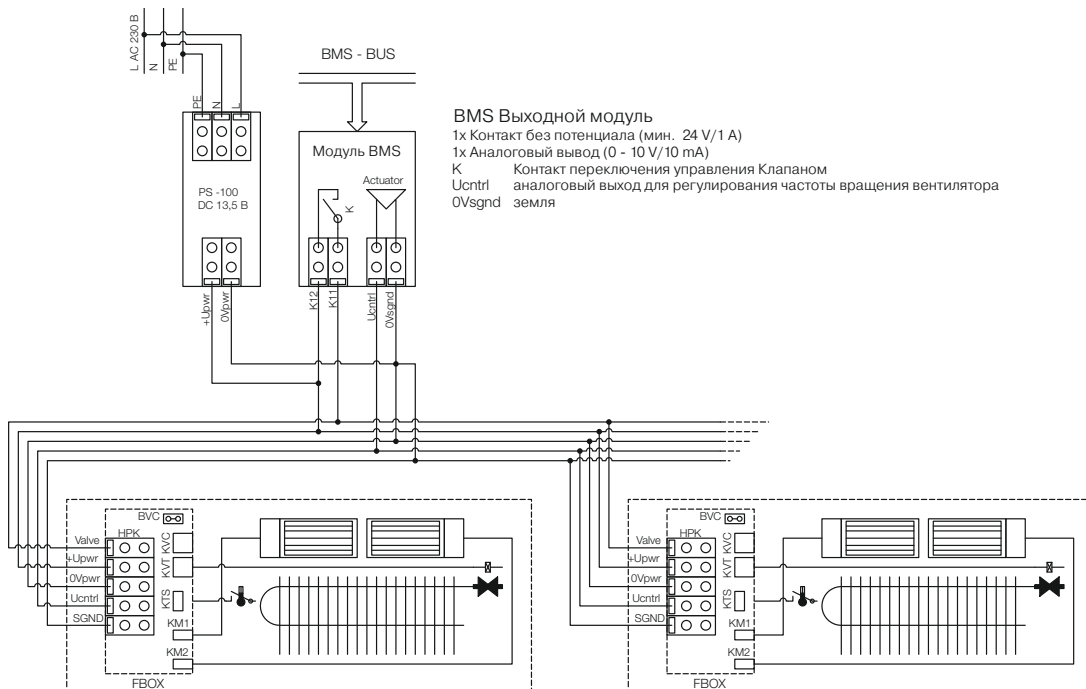 L AC 230 В
N
PE
BMS - BUS
PE
N
L
PS -100
DC 13,5 В
+Upwr
0Vpwr
Модуль BMS
Actuator
K
K12
K11
Ucntrl
0Vsgnd
BMS Выходной модуль
1x Контакт без потенциала (мин. 24 V/1 A)
1x Аналоговый вывод (0 - 10 V/10 mA)
K Контакт переключения управления Клапаном
Ucntrl аналоговый выход для регулирования частоты вращения вентилятора
0Vsgnd земля
BVC
HPK
Valve
+Upwr
0Vpwr
Ucntrl
SGND
KVC
KVT
KTS
KM1
KM2
FBOX
BVC
HPK
Valve
+Upwr
0Vpwr
Ucntrl
SGND
KVC
KVT
KTS
KM1
KM2
FBOX